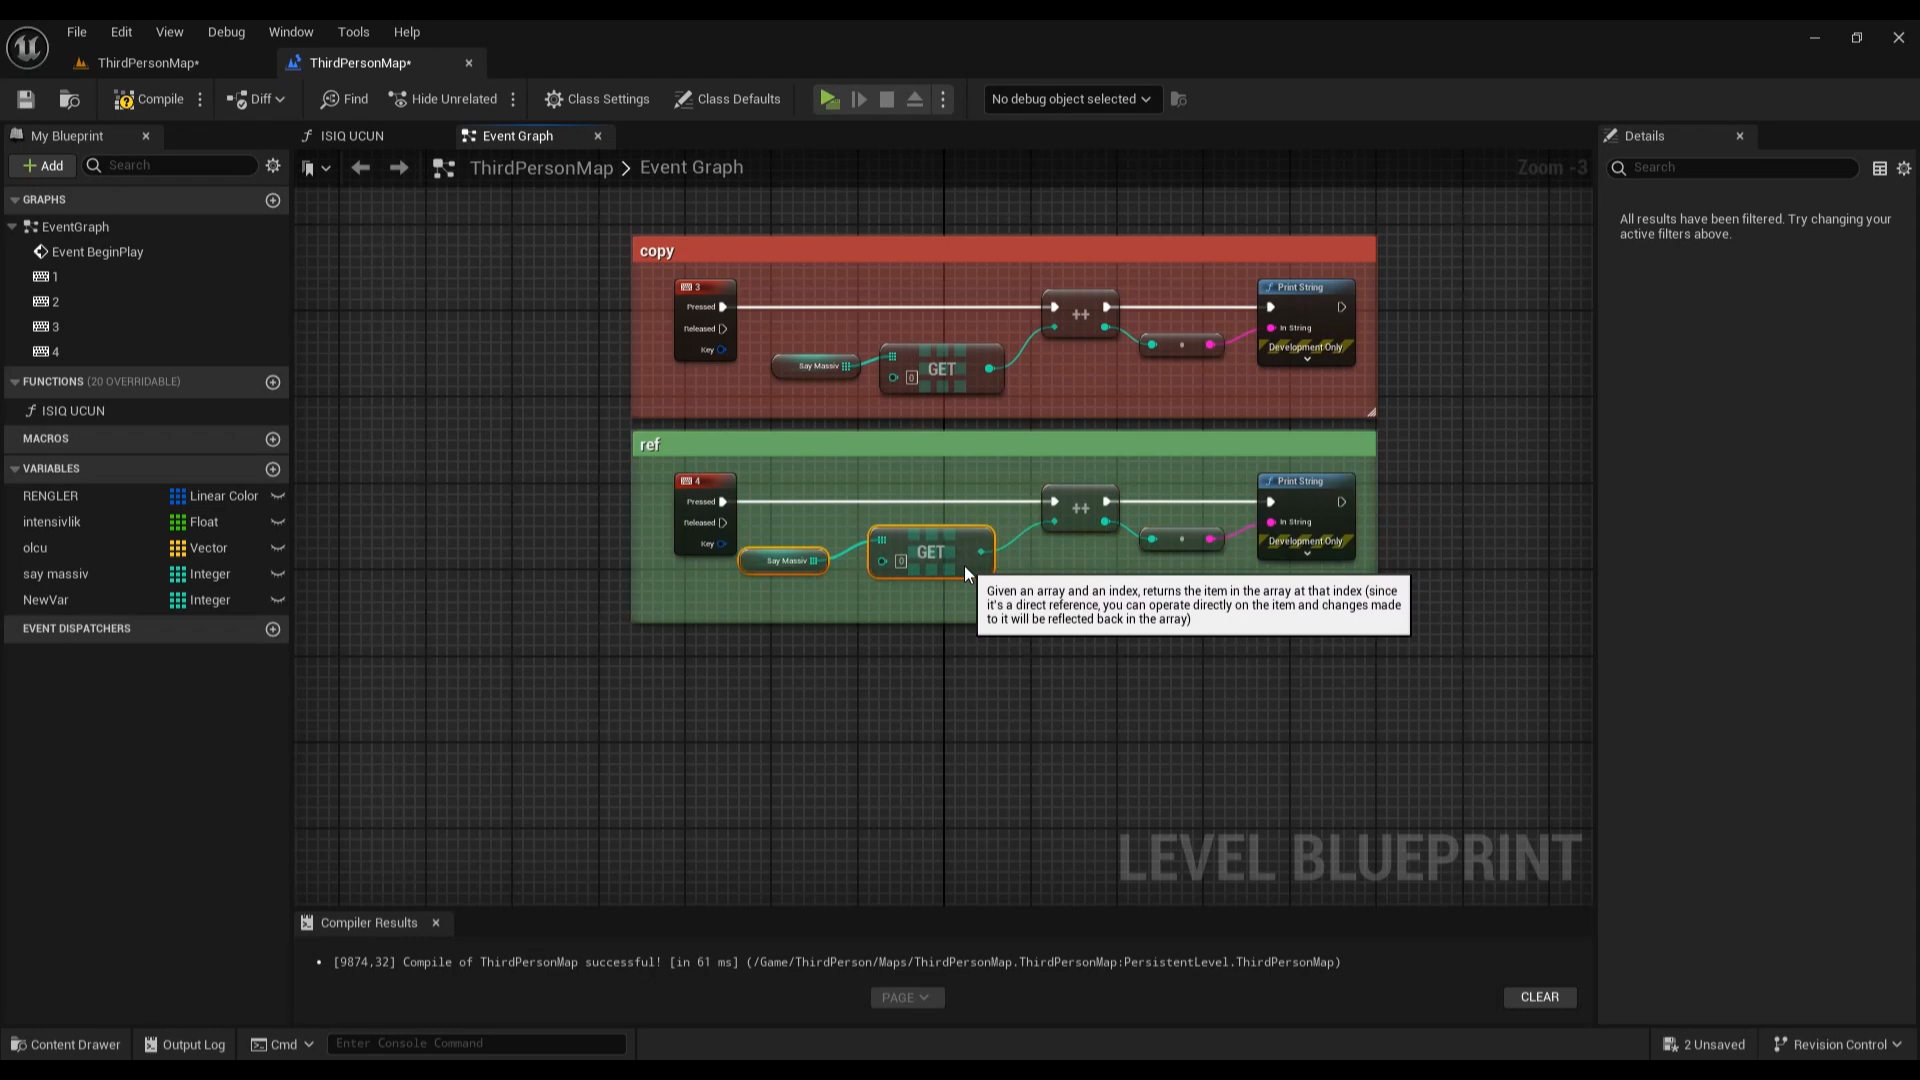 File Edit View Debug Window Tools Help
ThirdPersonMap* ThirdPersonMap*
Compile Diff Find Hide Unrelated Class Settings Class Defaults No debug object selected
My Blueprint ISIQ UCUN Event Graph Details
Add Search ThirdPersonMap > Event Graph Zoom -3 Search
GRAPHS
EventGraph
Event BeginPlay
1
2
3
4
FUNCTIONS (20 OVERRIDABLE)
ISIQ UCUN
MACROS
VARIABLES
RENGLER Linear Color
intensivlik Float
olcu Vector
say massiv Integer
NewVar Integer
EVENT DISPATCHERS
copy
3
Pressed
Released
Key
Say Massiv
0 GET
++
Print String
In String
Development Only
ref
4
Pressed
Released
Key
Say Massiv
0 GET
++
Print String
In String
Development Only
Given an array and an index, returns the item in the array at that index (since
it's a direct reference, you can operate directly on the item and changes made
to it will be reflected back in the array)
LEVEL BLUEPRINT
All results have been filtered. Try changing your
active filters above.
Compiler Results
[9874,32] Compile of ThirdPersonMap successful! [in 61 ms] (/Game/ThirdPerson/Maps/ThirdPersonMap.ThirdPersonMap:PersistentLevel.ThirdPersonMap)
PAGE CLEAR
Content Drawer Output Log Cmd Enter Console Command 2 Unsaved Revision Control